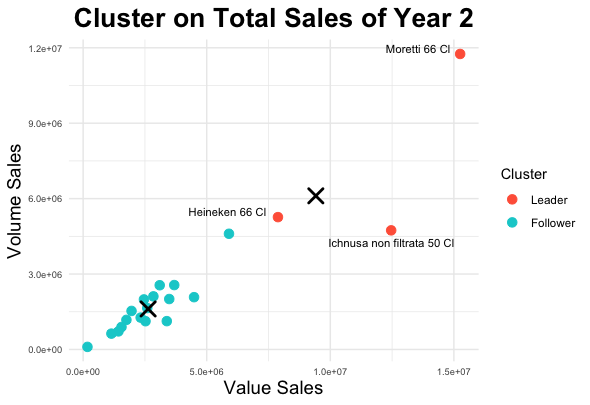 Cluster on Total Sales of Year 2
1.2e+07
9.0e+06
6.0e+06
3.0e+06
0.0e+00
Volume Sales
Moretti 66 Cl
Heineken 66 Cl
Ichnusa non filtrata 50 Cl
0.0e+00
5.0e+06
1.0e+07
1.5e+07
Value Sales
Cluster
Leader
Follower